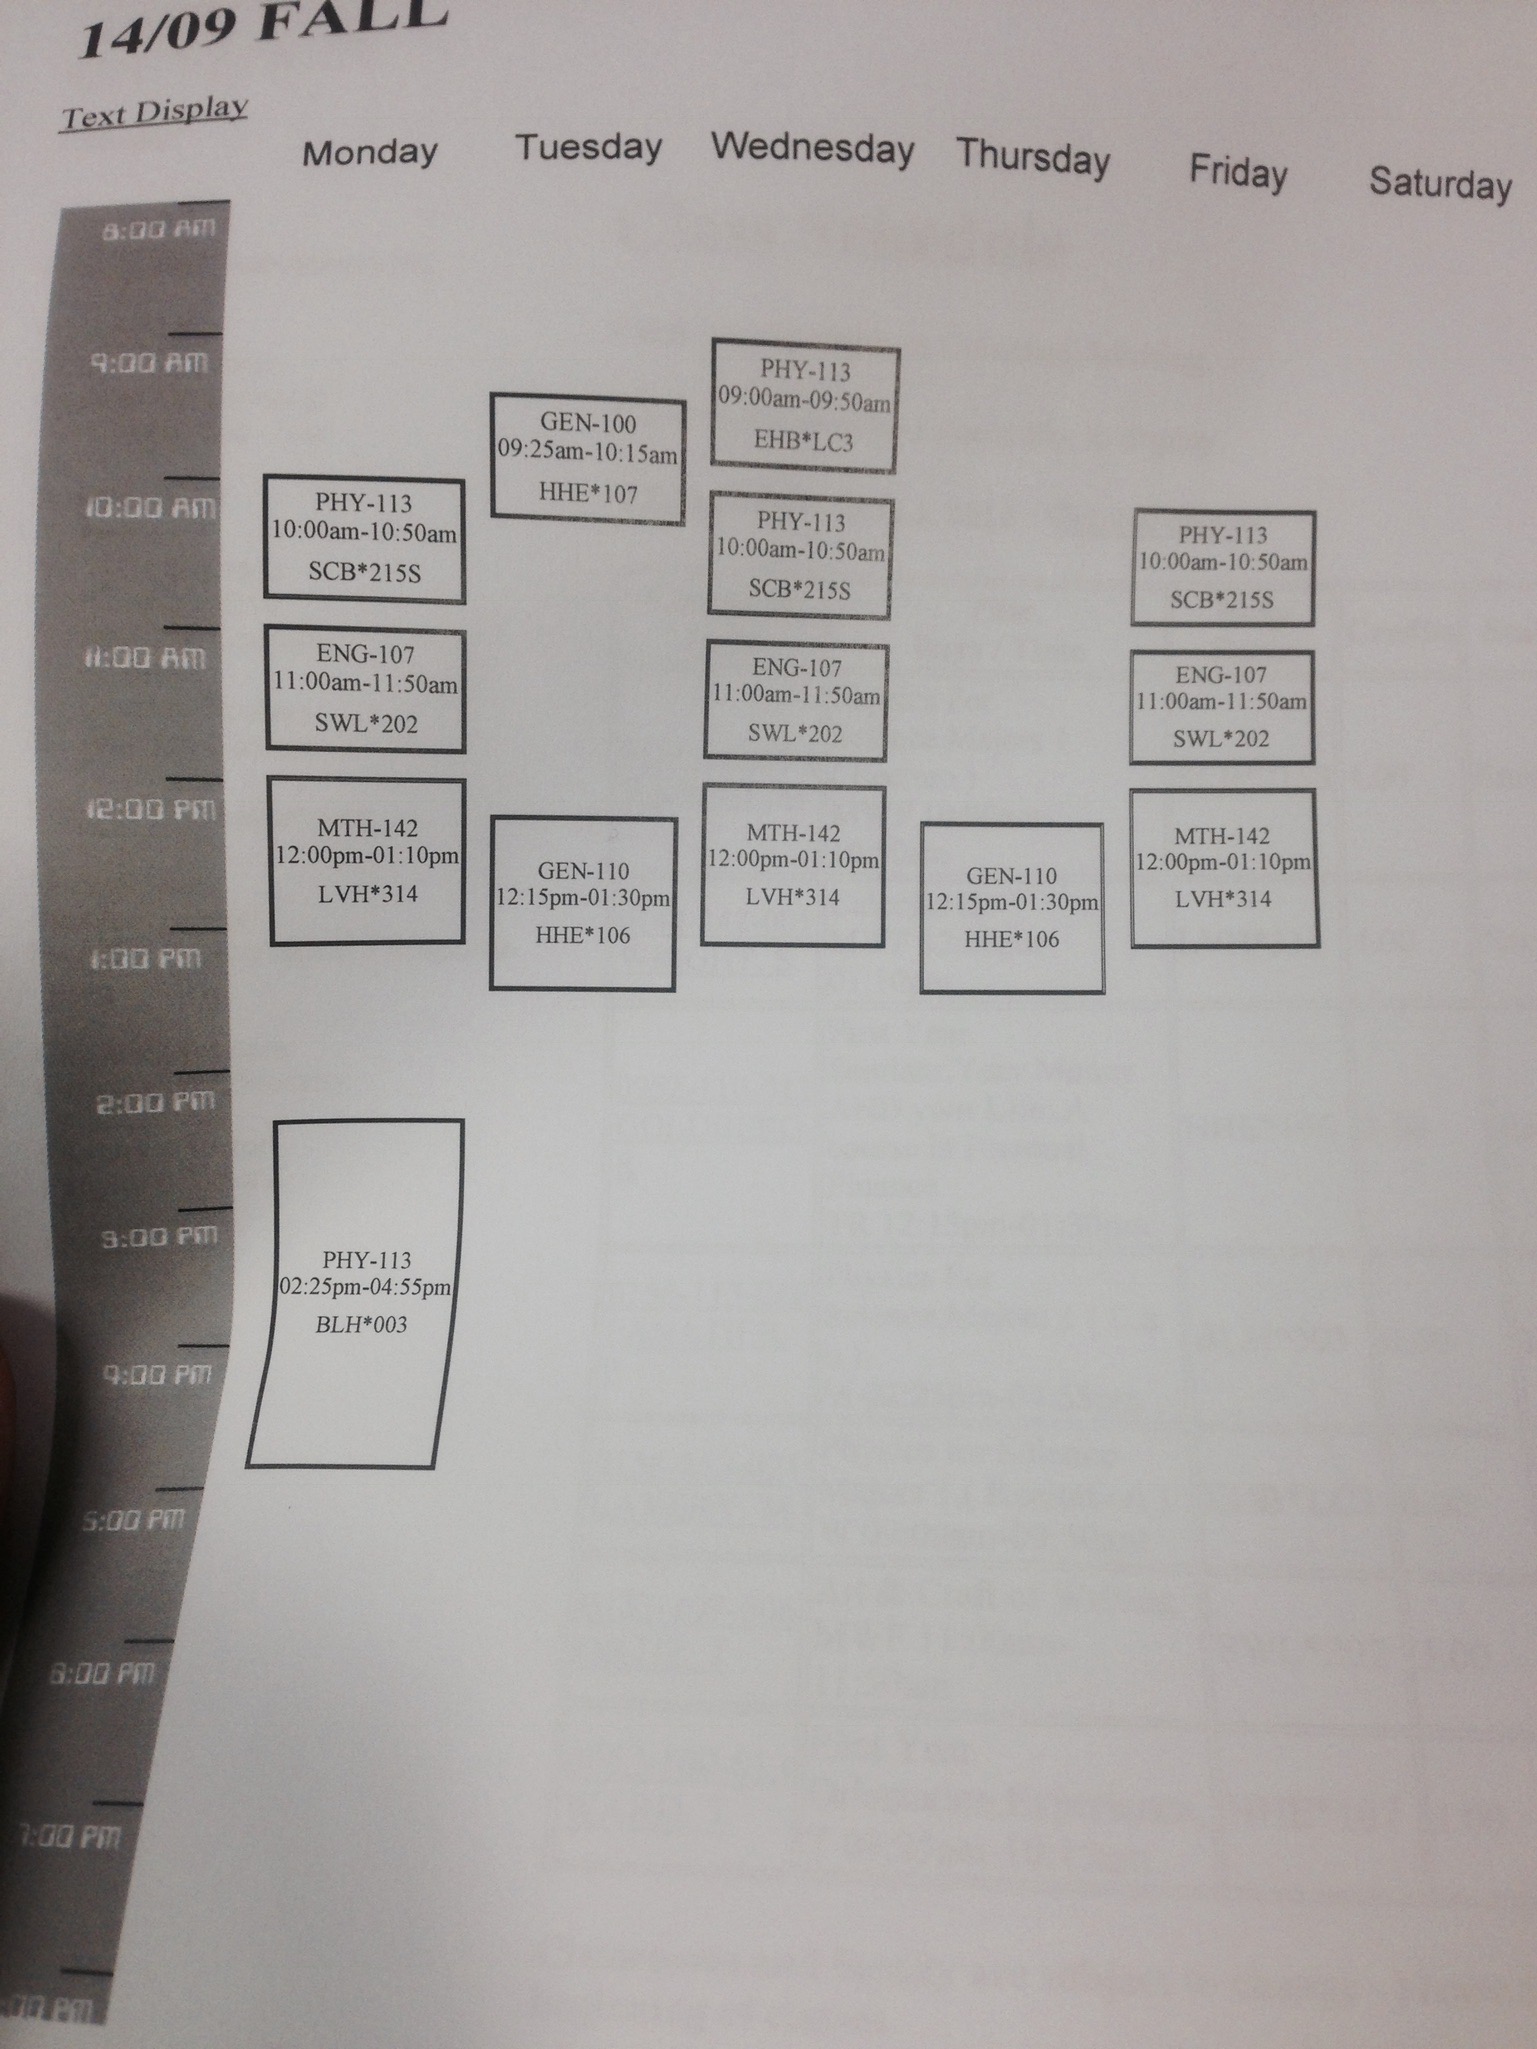 14/09 FALL
Text Display
Monday Tuesday Wednesday Thursday Friday Saturday
8:00 AM
9:00 AM
10:00 AM
11:00 AM
12:00 PM
1:00 PM
2:00 PM
3:00 PM
4:00 PM
5:00 PM
6:00 PM
7:00 PM
PHY-113
10:00am-10:50am
SCB*215S
ENG-107
11:00am-11:50am
SWL*202
MTH-142
12:00pm-01:10pm
LVH*314
PHY-113
02:25pm-04:55pm
BLH*003
GEN-100
09:25am-10:15am
HHE*107
GEN-110
12:15pm-01:30pm
HHE*106
PHY-113
09:00am-09:50am
EHB*LC3
PHY-113
10:00am-10:50am
SCB*215S
ENG-107
11:00am-11:50am
SWL*202
MTH-142
12:00pm-01:10pm
LVH*314
GEN-110
12:15pm-01:30pm
HHE*106
PHY-113
10:00am-10:50am
SCB*215S
ENG-107
11:00am-11:50am
SWL*202
MTH-142
12:00pm-01:10pm
LVH*314